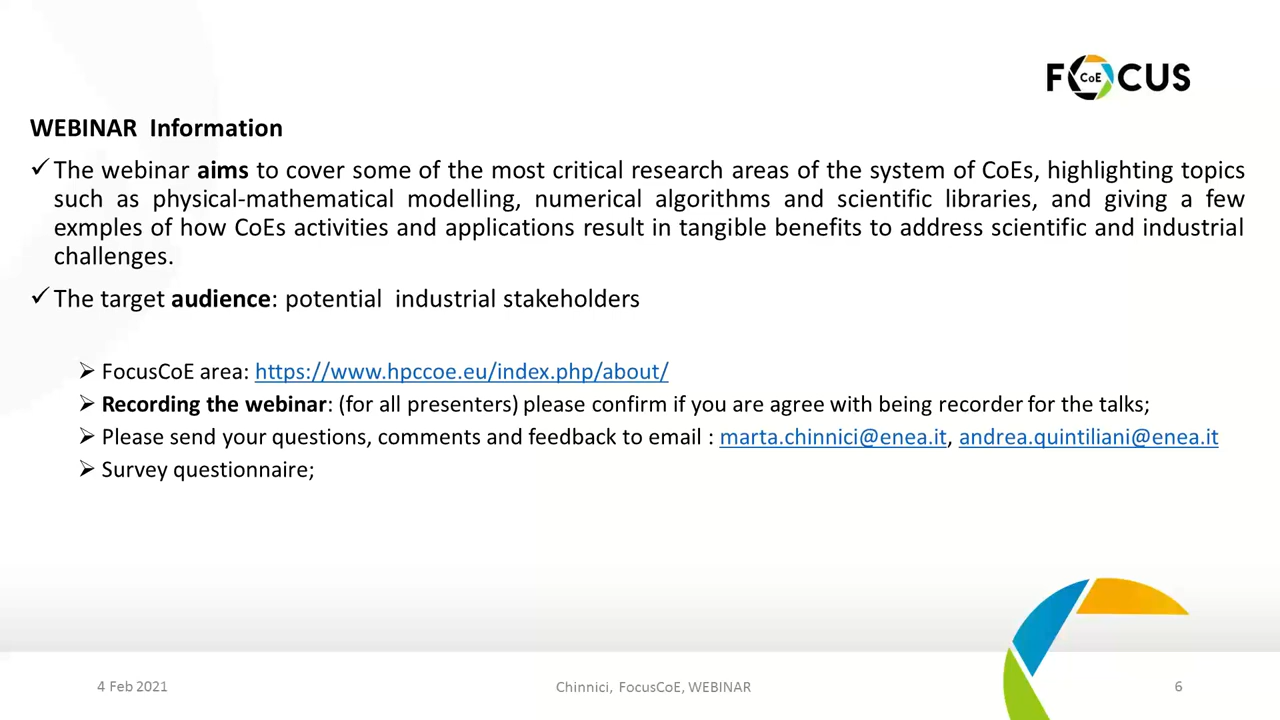 FOCUS
CoE
WEBINAR Information
✓ The webinar aims to cover some of the most critical research areas of the system of CoEs, highlighting topics
such as physical-mathematical modelling, numerical algorithms and scientific libraries, and giving a few
exmples of how CoEs activities and applications result in tangible benefits to address scientific and industrial
challenges.
✓ The target audience: potential industrial stakeholders
➢ FocusCoE area: https://www.hpccoe.eu/index.php/about/
➢ Recording the webinar: (for all presenters) please confirm if you are agree with being recorder for the talks;
➢ Please send your questions, comments and feedback to email : marta.chinnici@enea.it, andrea.quintiliani@enea.it
➢ Survey questionnaire;
4 Feb 2021
Chinnici, FocusCoE, WEBINAR
6